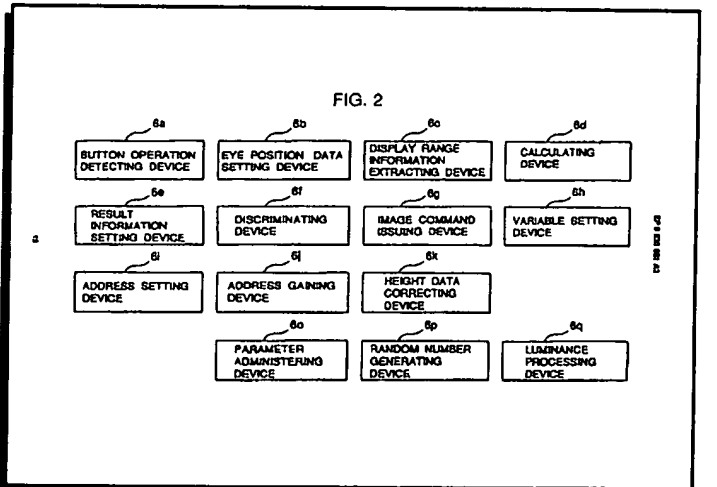 FIG. 2
6a
6b
6c
6d
BUTTON OPERATION
DETECTING DEVICE
EYE POSITION DATA
SETTING DEVICE
DISPLAY RANGE
INFORMATION
EXTRACTING DEVICE
CALCULATING
DEVICE
6e
6f
6g
6h
RESULT
INFORMATION
SETTING DEVICE
DISCRIMINATING
DEVICE
IMAGE COMMAND
ISSUING DEVICE
VARIABLE SETTING
DEVICE
6i
6j
6k
ADDRESS SETTING
DEVICE
ADDRESS GAINING
DEVICE
HEIGHT DATA
CORRECTING
DEVICE
6o
6p
6q
PARAMETER
ADMINISTERING
DEVICE
RANDOM NUMBER
GENERATING
DEVICE
LUMINANCE
PROCESSING
DEVICE